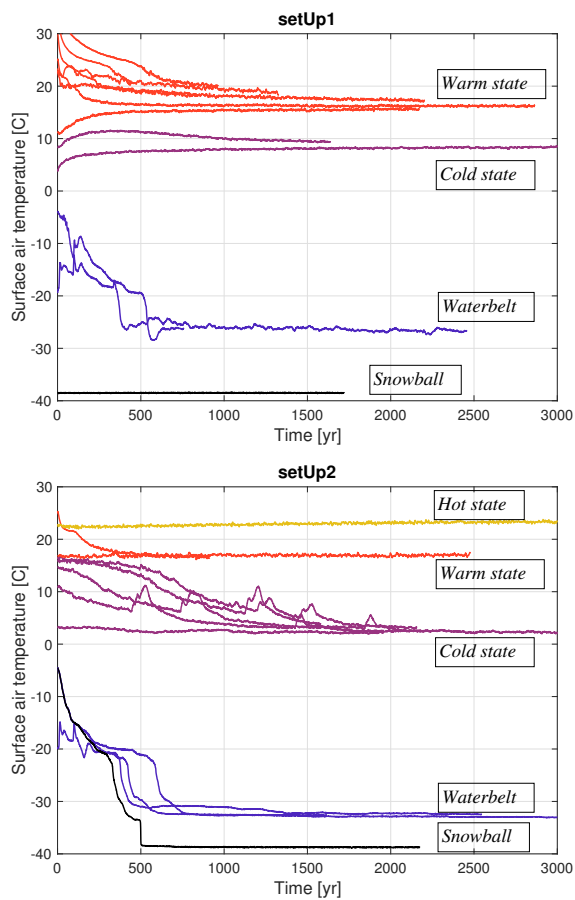 setUp1
Surface air temperature [C]
30
20
10
0
-10
-20
-30
-40
Warm state
Cold state
Waterbelt
Snowball
0
500
1000
1500
2000
2500
3000
Time [yr]
setUp2
Surface air temperature [C]
30
20
10
0
-10
-20
-30
-40
Hot state
Warm state
Cold state
Waterbelt
Snowball
0
500
1000
1500
2000
2500
3000
Time [yr]